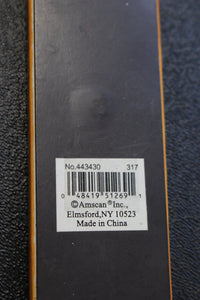 No.443430 317
0 48419 51269 1
©Amscan® Inc.,
Elmsford,NY 10523
Made in China